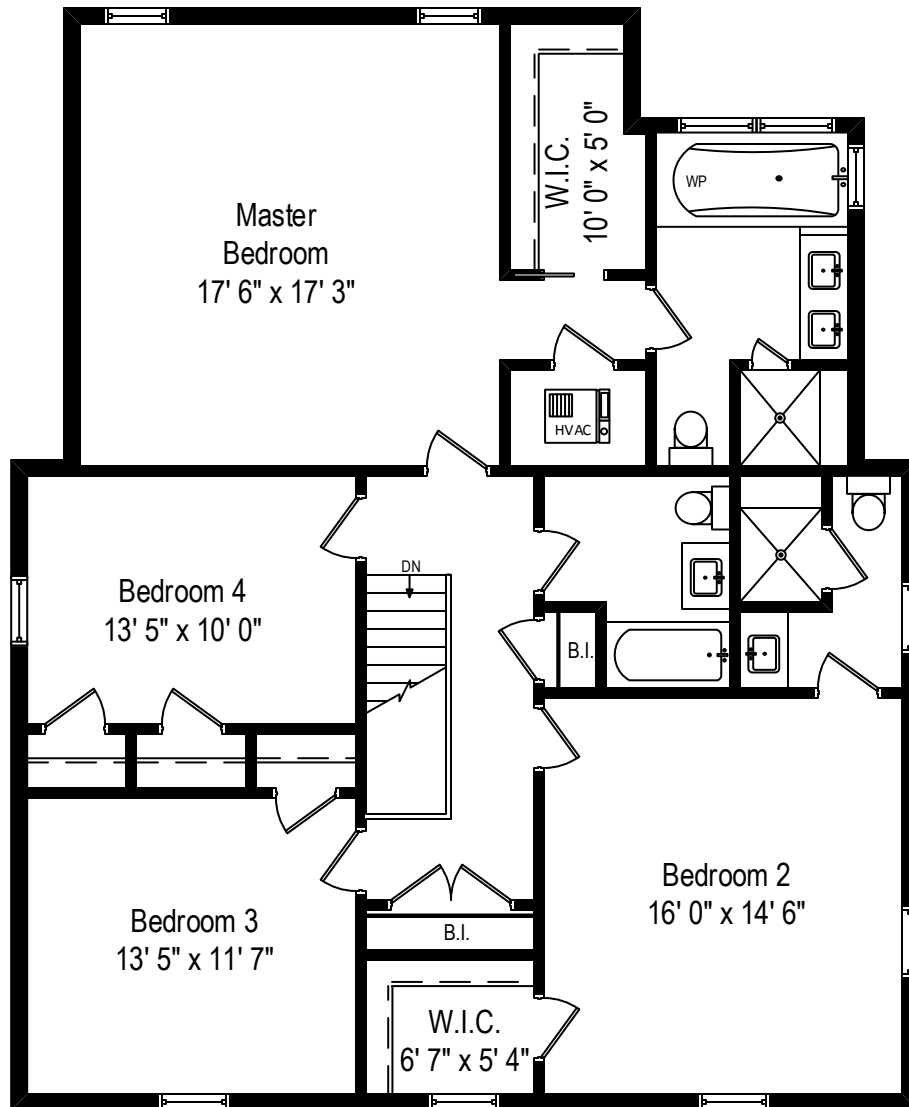 W.I.C.
10' 0" x 5' 0"
WP
Master
Bedroom
17' 6" x 17' 3"
HVAC
DN
Bedroom 4
13' 5" x 10' 0"
B.I.
Bedroom 2
16' 0" x 14' 6"
Bedroom 3
13' 5" x 11' 7"
B.I.
W.I.C.
6' 7" x 5' 4"